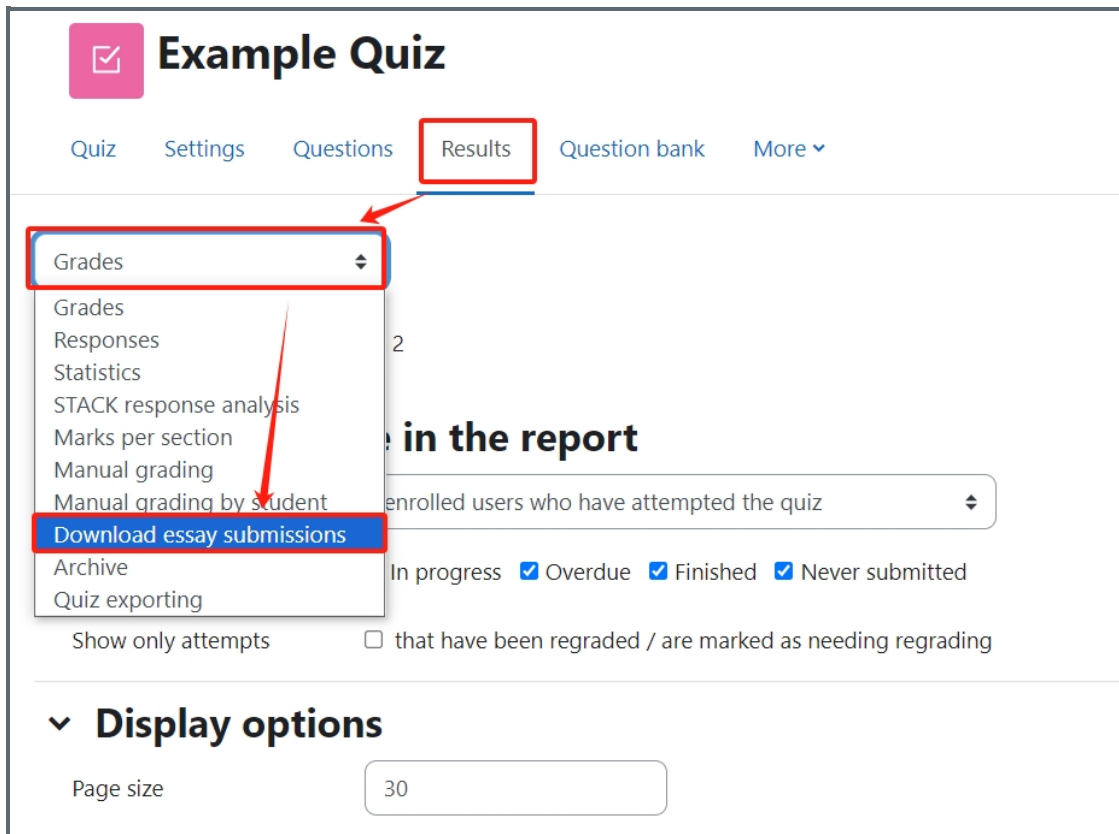 Example Quiz
Quiz Settings Questions Results Question bank More
Grades
Grades
Responses
2
Statistics
STACK response analysis
Marks per section
in the report
Manual grading
Manual grading by student
enrolled users who have attempted the quiz
Download essay submissions
Archive
In progress Overdue Finished Never submitted
Quiz exporting
Show only attempts that have been regraded / are marked as needing regrading
Display options
Page size 30